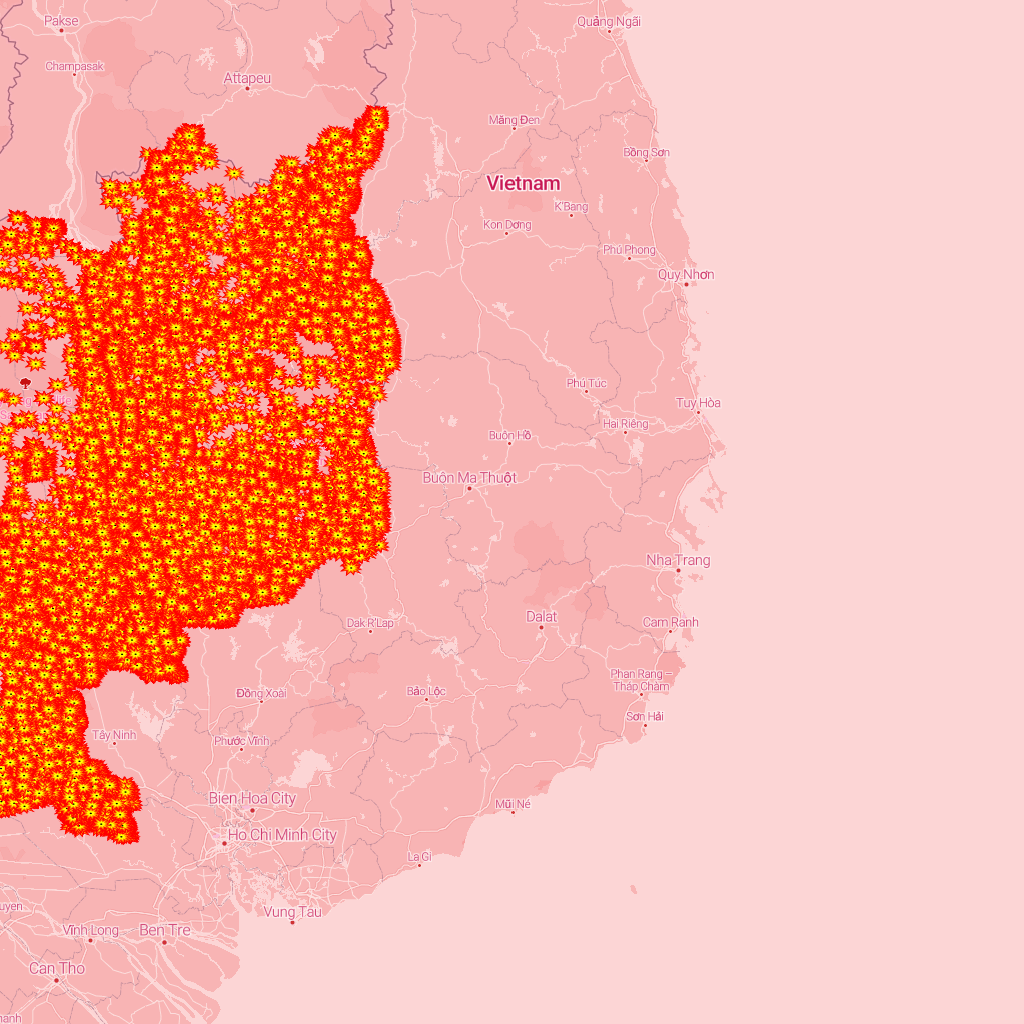 Pakse
Quảng Ngãi
Champasak
Attapeu
Măng Đen
Bồng Sơn
Vietnam
K'Bang
Kon Dơng
Phú Phong
Quy Nhơn
Phú Túc
Tuy Hòa
Hai Riêng
Buôn Hồ
Buôn Ma Thuột
Nha Trang
Dalat
Cam Ranh
Dak R'Lap
Phan Rang –
Tháp Chàm
Bảo Lộc
Đồng Xoài
Sơn Hải
Tây Ninh
Phước Vĩnh
Bien Hoa City
Mũi Né
Ho Chi Minh City
La Gi
uyen
Vung Tau
Vĩnh Long
Ben Tre
Can Tho
hanh